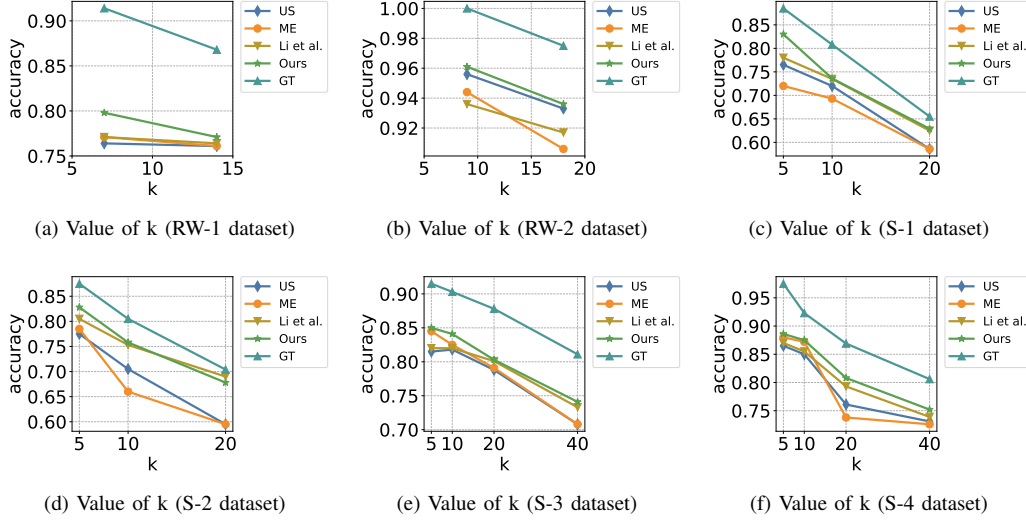 0.90
0.85
0.80
0.75
accuracy
5
10
15
k
US
ME
Li et al.
Ours
GT
(a) Value of k (RW-1 dataset)
1.00
0.98
0.96
0.94
0.92
accuracy
5
10
15
20
k
US
ME
Li et al.
Ours
GT
(b) Value of k (RW-2 dataset)
0.85
0.80
0.75
0.70
0.65
0.60
accuracy
5
10
20
k
US
ME
Li et al.
Ours
GT
(c) Value of k (S-1 dataset)
0.85
0.80
0.75
0.70
0.65
0.60
accuracy
5
10
20
k
US
ME
Li et al.
Ours
GT
(d) Value of k (S-2 dataset)
0.90
0.85
0.80
0.75
0.70
accuracy
5
10
20
40
k
US
ME
Li et al.
Ours
GT
(e) Value of k (S-3 dataset)
0.95
0.90
0.85
0.80
0.75
accuracy
5
10
20
40
k
US
ME
Li et al.
Ours
GT
(f) Value of k (S-4 dataset)